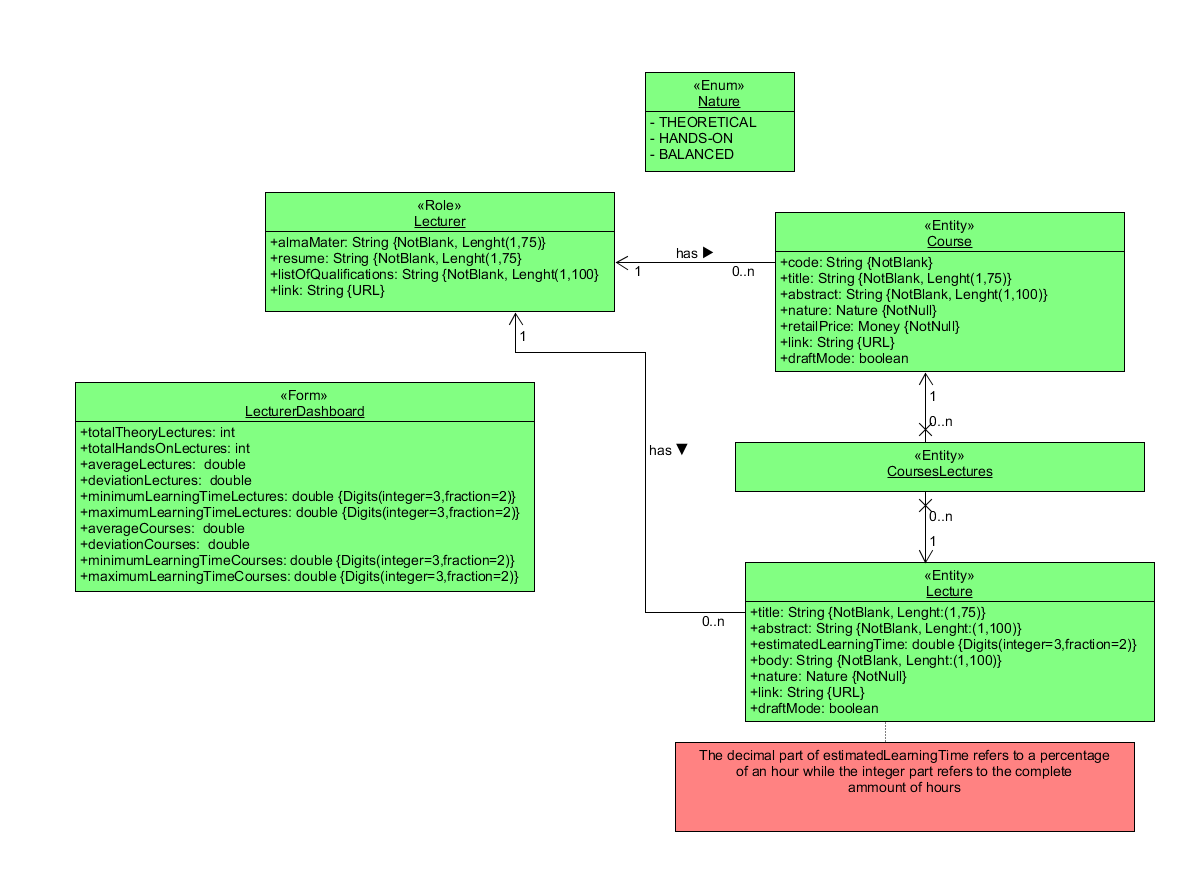 «Enum»
Nature
- THEORETICAL
- HANDS-ON
- BALANCED
«Role»
Lecturer
+almaMater: String {NotBlank, Lenght(1,75)}
+resume: String {NotBlank, Lenght(1,75}
+listOfQualifications: String {NotBlank, Lenght(1,100}
+link: String {URL}
has ▶
1
0..n
«Entity»
Course
+code: String {NotBlank}
+title: String {NotBlank, Lenght(1,75)}
+abstract: String {NotBlank, Lenght(1,100)}
+nature: Nature {NotNull}
+retailPrice: Money {NotNull}
+link: String {URL}
+draftMode: boolean
1
1
0..n
«Form»
LecturerDashboard
+totalTheoryLectures: int
+totalHandsOnLectures: int
+averageLectures:  double
+deviationLectures:  double
+minimumLearningTimeLectures: double {Digits(integer=3,fraction=2)}
+maximumLearningTimeLectures: double {Digits(integer=3,fraction=2)}
+averageCourses:  double
+deviationCourses:  double
+minimumLearningTimeCourses: double {Digits(integer=3,fraction=2)}
+maximumLearningTimeCourses: double {Digits(integer=3,fraction=2)}
has ▼
«Entity»
CoursesLectures
0..n
1
«Entity»
Lecture
+title: String {NotBlank, Lenght:(1,75)}
+abstract: String {NotBlank, Lenght:(1,100)}
+estimatedLearningTime: double {Digits(integer=3,fraction=2)}
+body: String {NotBlank, Lenght:(1,100)}
+nature: Nature {NotNull}
+link: String {URL}
+draftMode: boolean
0..n
The decimal part of estimatedLearningTime refers to a percentage
of an hour while the integer part refers to the complete
ammount of hours